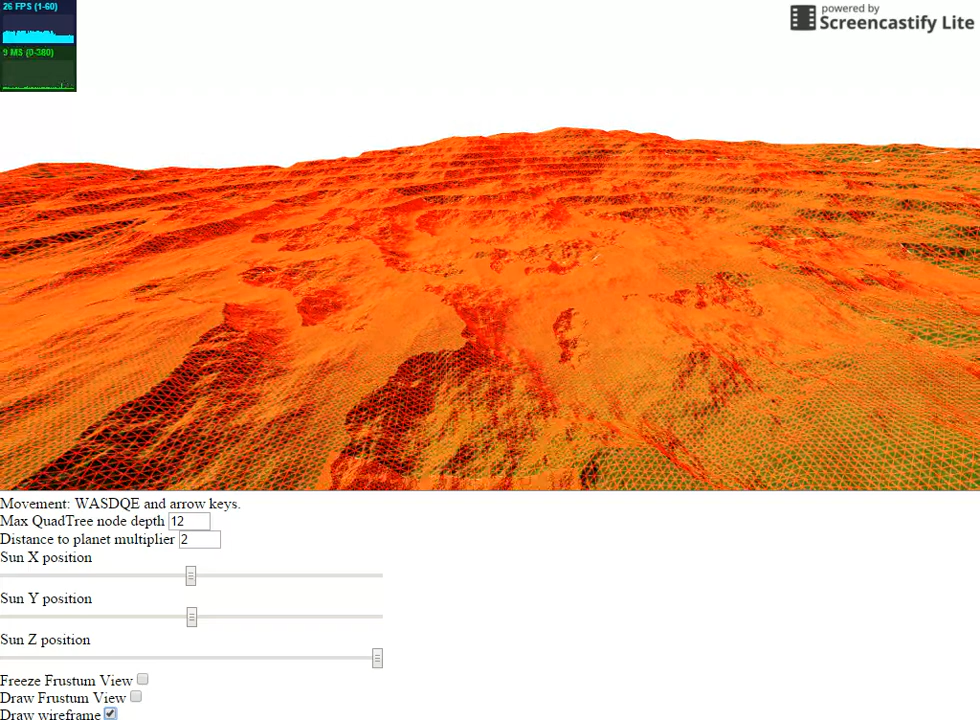 26 FPS (1-60)
9 MS (0-380)
powered by
Screencastify Lite
Movement: WASDQE and arrow keys.
Max QuadTree node depth 12
Distance to planet multiplier 2
Sun X position
Sun Y position
Sun Z position
Freeze Frustum View
Draw Frustum View
Draw wireframe